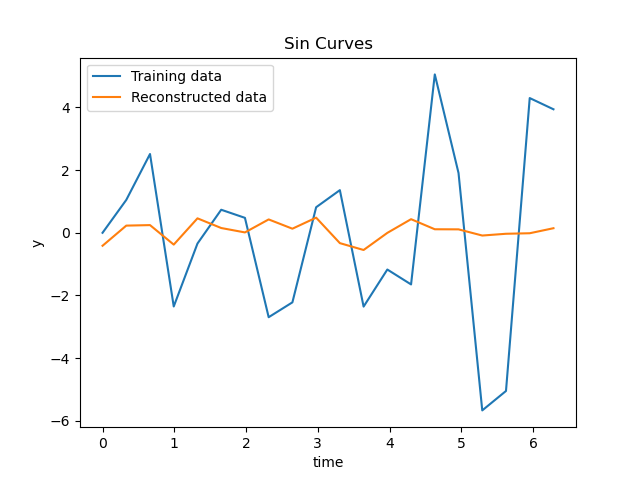 Sin Curves
Training data
Reconstructed data
4
2
0
−2
−4
−6
y
0 1 2 3 4 5 6
time